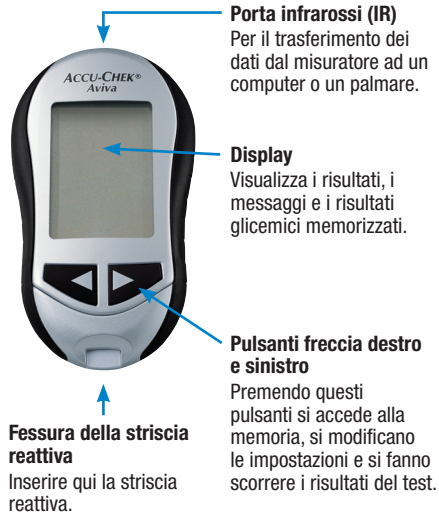 Porta infrarossi (IR)
Per il trasferimento dei
dati dal misuratore ad un
computer o un palmare.
ACCU-CHEK®
Aviva
Display
Visualizza i risultati, i
messaggi e i risultati
glicemici memorizzati.
Pulsanti freccia destro
e sinistro
Premendo questi
pulsanti si accede alla
memoria, si modificano
le impostazioni e si fanno
scorrere i risultati del test.
Fessura della striscia
reattiva
Inserire qui la striscia
reattiva.